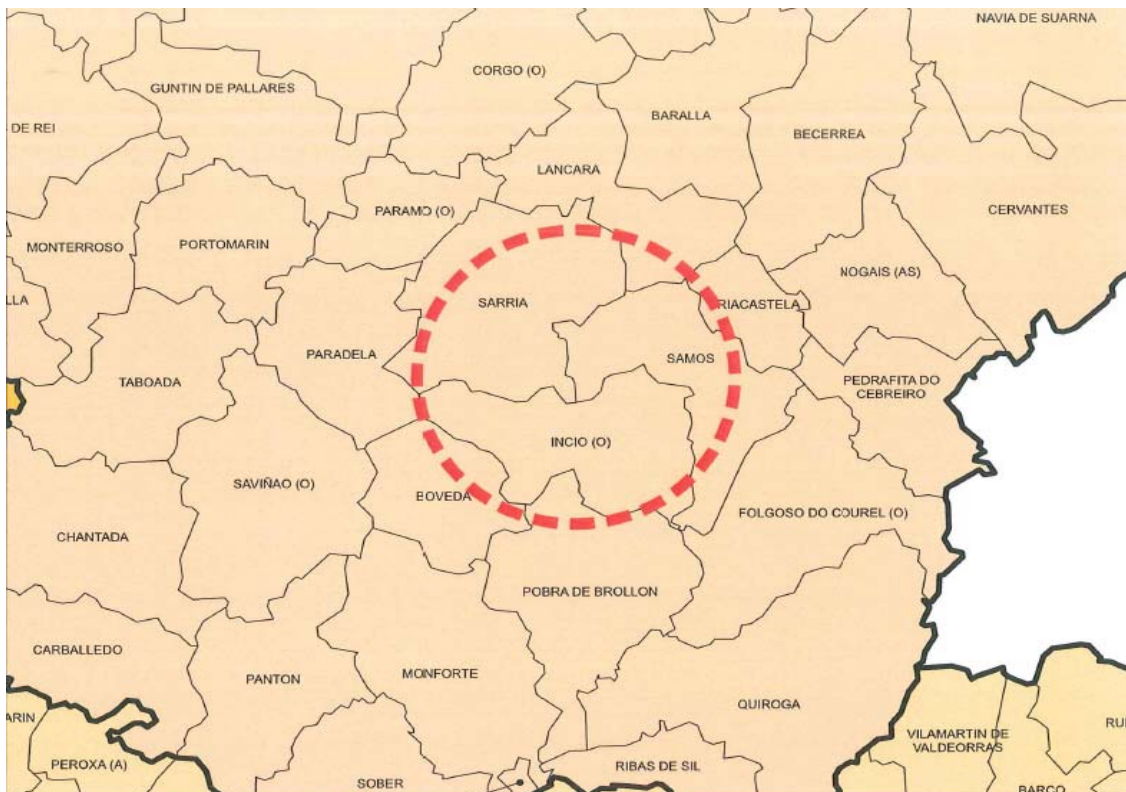 NAVIA DE SUARNA
CORGO (O)
GUNTIN DE PALLARES
BARALLA
DE REI
BECERREA
LANCARA
PARAMO (O)
CERVANTES
MONTERROSO
PORTOMARIN
NOGAIS (AS)
LLA
SARRIA
RIACASTELA
PARADELA
SAMOS
TABOADA
PEDRAFITA DO
CEBREIRO
INCIO (O)
SAVIÑAO (O)
BOVEDA
FOLGOSO DO COUREL (O)
CHANTADA
POBRA DE BROLLON
CARBALLEDO
MONFORTE
PANTON
QUIROGA
ARIN
VILAMARTIN DE
VALDEORRAS
RU
PEROXA (A)
RIBAS DE SIL
SOBER
BARCO